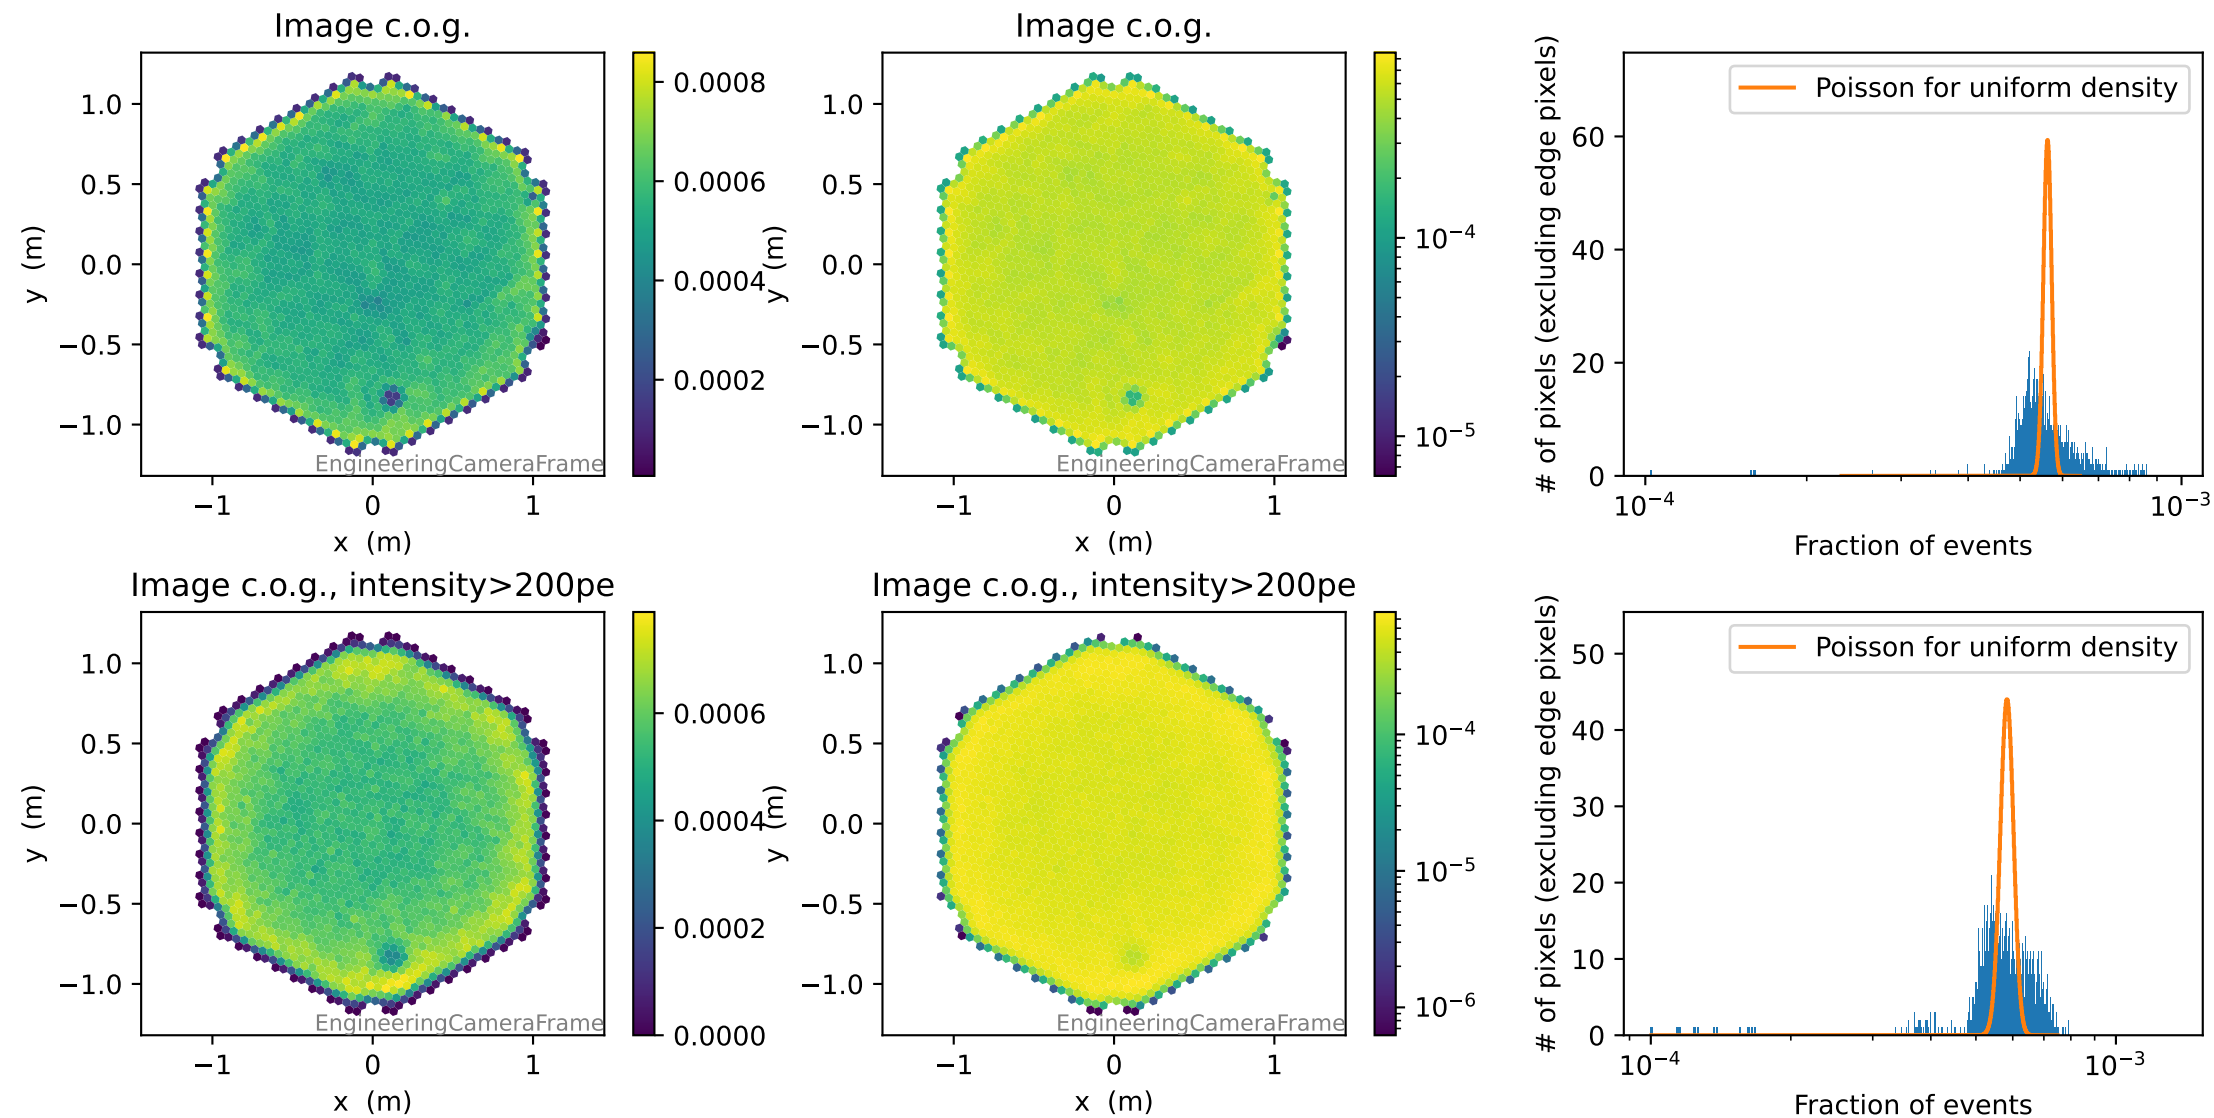 Image c.o.g.
1.0
0.5
0.0
−0.5
−1.0
y (m)
−1
0
1
x (m)
EngineeringCameraFrame
0.0008
0.0006
0.0004
0.0002
Image c.o.g.
1.0
0.5
0.0
−0.5
−1.0
y (m)
−1
0
1
x (m)
EngineeringCameraFrame
10−4
10−5
# of pixels (excluding edge pixels)
60
40
20
0
Poisson for uniform density
10−4
10−3
Fraction of events
Image c.o.g., intensity>200pe
1.0
0.5
0.0
−0.5
−1.0
y (m)
−1
0
1
x (m)
EngineeringCameraFrame
0.0006
0.0004
0.0002
0.0000
Image c.o.g., intensity>200pe
1.0
0.5
0.0
−0.5
−1.0
y (m)
−1
0
1
x (m)
EngineeringCameraFrame
10−4
10−5
10−6
# of pixels (excluding edge pixels)
50
40
30
20
10
0
Poisson for uniform density
10−4
10−3
Fraction of events